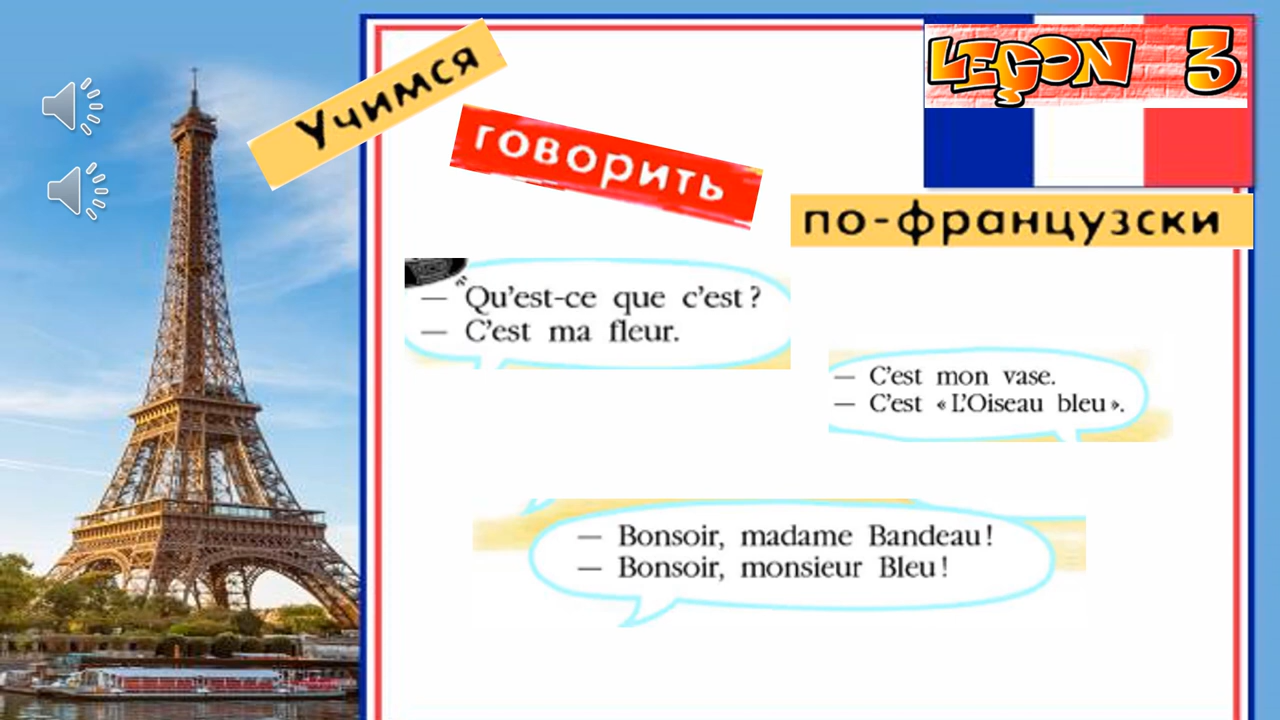 Учимся
говорить
по-французски
LEÇON 3
— Qu'est-ce que c'est ?
— C'est ma fleur.
— C'est mon vase.
— C'est « L'Oiseau bleu ».
— Bonsoir, madame Bandeau !
— Bonsoir, monsieur Bleu !